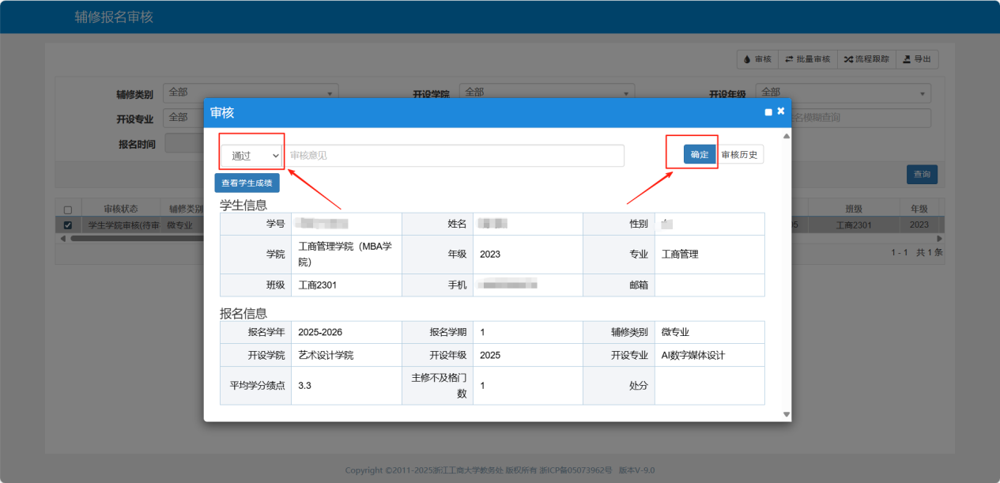 辅修报名审核
审核 批量审核 流程跟踪 导出
辅修类别 全部 开设学院 全部 开设年级 全部
开设专业 全部 名模糊查询
报名时间
查询
审核
通过 审核意见 确定 审核历史
查看学生成绩
审核状态 辅修类别 班级 年级
学生学院审核(待审 微专业 工商2301 2023
1 - 1 共 1 条
学生信息
学号 姓名 性别
学院 工商管理学院（MBA学
院） 年级 2023 专业 工商管理
班级 工商2301 手机 邮箱
报名信息
报名学年 2025-2026 报名学期 1 辅修类别 微专业
开设学院 艺术设计学院 开设年级 2025 开设专业 AI数字媒体设计
平均学分绩点 3.3 主修不及格门
数 1 处分
Copyright ©2011-2025浙江工商大学教务处 版权所有 浙ICP备05073962号 版本V-9.0